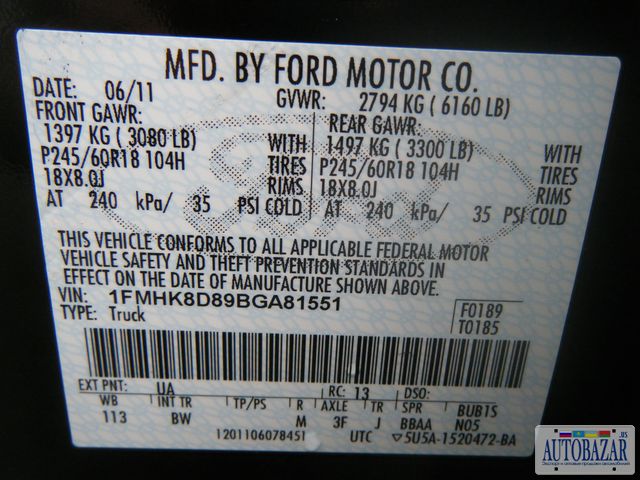 MFD. BY FORD MOTOR CO.
DATE: 06/11 GVWR: 2794 KG ( 6160 LB)
FRONT GAWR: REAR GAWR:
1397 KG ( 3080 LB) WITH 1497 KG ( 3300 LB) WITH
P245/60R18 104H TIRES P245/60R18 104H TIRES
18X8.0J RIMS 18X8.0J RIMS
AT 240 kPa/ 35 PSI COLD AT 240 kPa/ 35 PSI COLD
Ford
THIS VEHICLE CONFORMS TO ALL APPLICABLE FEDERAL MOTOR
VEHICLE SAFETY AND THEFT PREVENTION STANDARDS IN
EFFECT ON THE DATE OF MANUFACTURE SHOWN ABOVE.
VIN: 1FMHK8D89BGA81551 F0189
TYPE: Truck T0185
EXT PNT: UA RC: 13 DSO:
WB INT TR TP/PS R AXLE TR SPR BUB1S
113 BW M 3F J BBAA N05
1201106078451 UTC ▽5U5A-1520472-BA
AUTOBAZAR .US